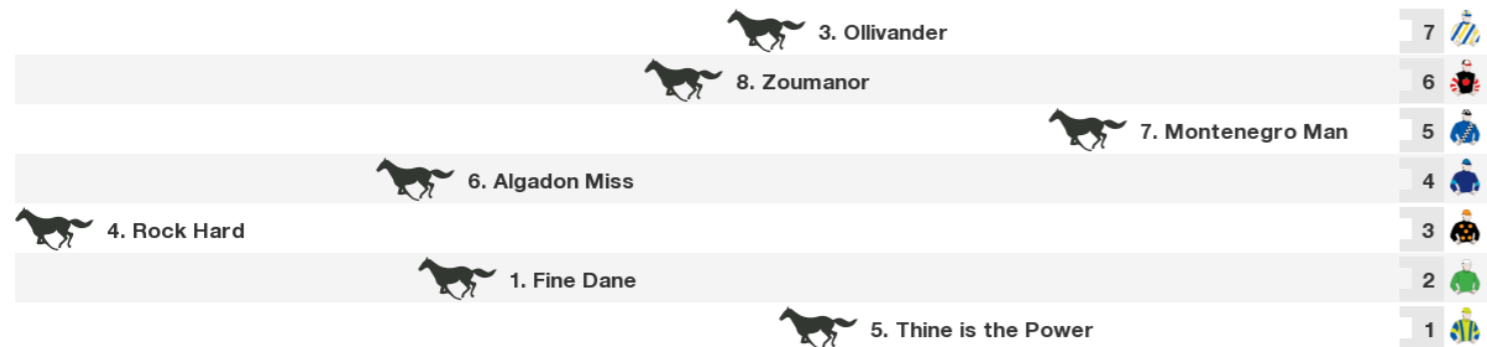 3. Ollivander 7
8. Zoumanor 6
7. Montenegro Man 5
6. Algadon Miss 4
4. Rock Hard 3
1. Fine Dane 2
5. Thine is the Power 1